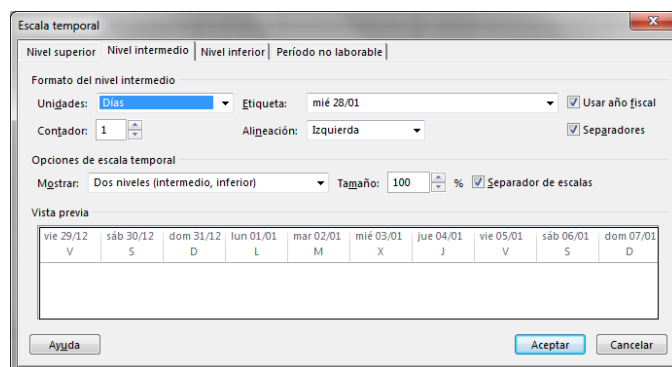 Escala temporal
Nivel superior Nivel intermedio Nivel inferior Período no laborable
Formato del nivel intermedio
Unidades: Días Etiqueta: mié 28/01 Usar año fiscal
Contador: 1 Alineación: Izquierda Separadores
Opciones de escala temporal
Mostrar: Dos niveles (intermedio, inferior) Tamaño: 100 % Separador de escalas
Vista previa
vie 29/12 sáb 30/12 dom 31/12 lun 01/01 mar 02/01 mié 03/01 jue 04/01 vie 05/01 sáb 06/01 dom 07/01
V S D L M X J V S D
Ayuda Aceptar Cancelar